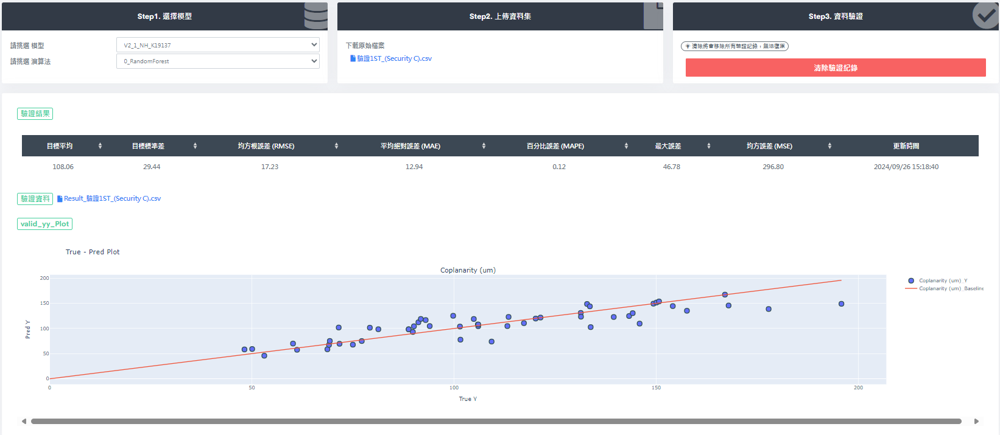 Step1. 選擇模型
請挑選 模型
V2_1_NH_K19137
請挑選 演算法
0_RandomForest
Step2. 上傳資料集
下載原始檔案
驗證1ST_(Security C).csv
Step3. 資料驗證
清除將會移除所有驗證紀錄，無法復原
清除驗證紀錄
驗證結果
目標平均 目標標準差 均方根誤差 (RMSE) 平均絕對誤差 (MAE) 百分比誤差 (MAPE) 最大誤差 均方誤差 (MSE) 更新時間
108.06 29.44 17.23 12.94 0.12 46.78 296.80 2024/09/26 15:18:40
驗證資料 Result_驗證1ST_(Security C).csv
valid_yy_Plot
True - Pred Plot
Coplanarity (um)
200
150
100
50
0
Pred Y
0 50 100 150 200
True Y
Coplanarity (um)_Y
Coplanarity (um)_Baseline